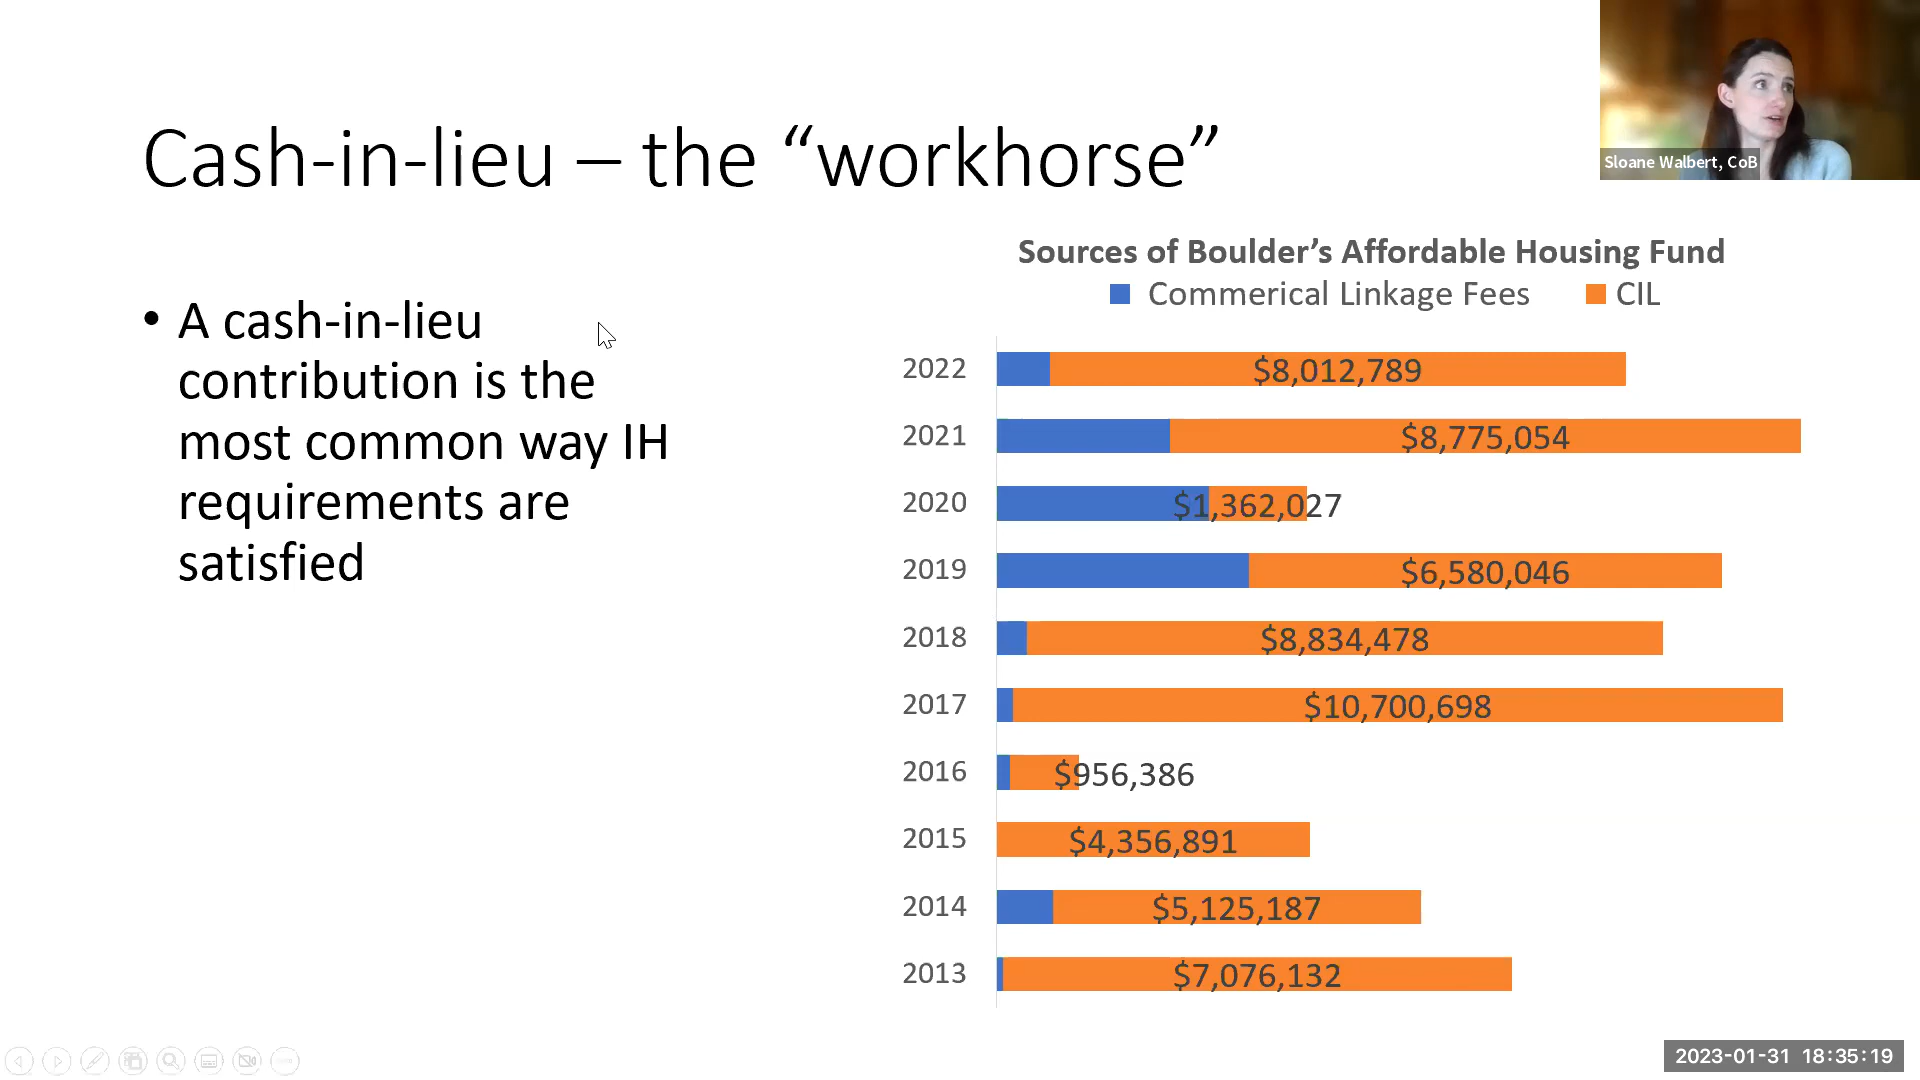 Cash-in-lieu – the “workhorse”
Sloane Walbert, CoB
• A cash-in-lieu
contribution is the
most common way IH
requirements are
satisfied
Sources of Boulder’s Affordable Housing Fund
Commerical Linkage Fees CIL
2022 $8,012,789
2021 $8,775,054
2020 $1,362,027
2019 $6,580,046
2018 $8,834,478
2017 $10,700,698
2016 $956,386
2015 $4,356,891
2014 $5,125,187
2013 $7,076,132
2023-01-31 18:35:19